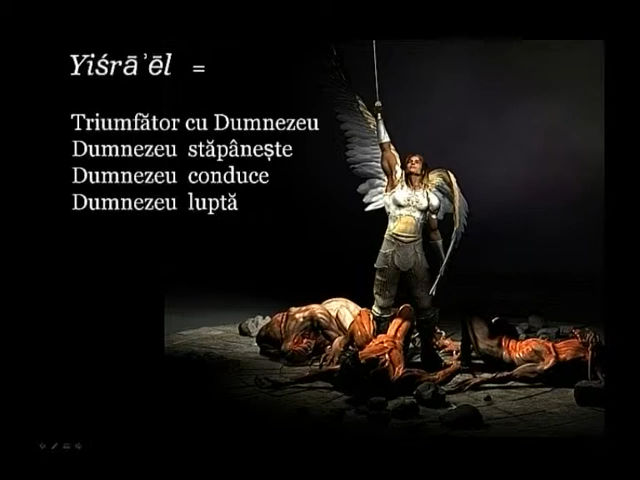 Yiśrāʾēl =
Triumfător cu Dumnezeu
Dumnezeu stăpânește
Dumnezeu conduce
Dumnezeu luptă